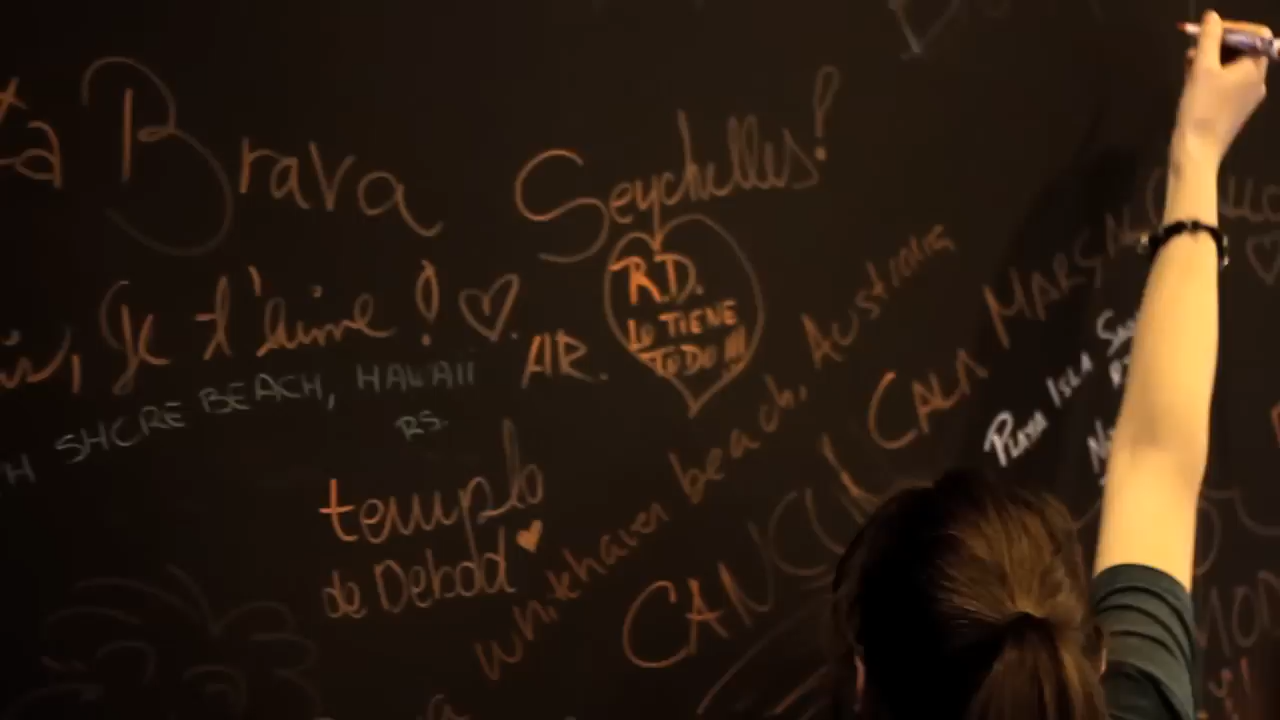 Brava
Seychelles!
R.D.
LO TIENE
TODO!!!
Je t'aime!
AR.
SHORE BEACH, HAWAII
RS.
templo
de Debod
whitehaven beach, Australia
CANCUN
CALA MARSAL
PLAYA ISLA